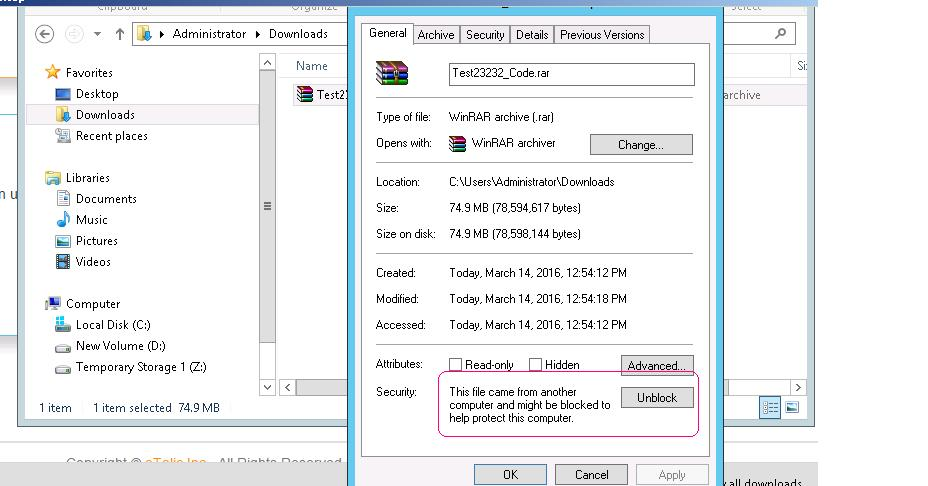 Clipboard
Organize
Select
Administrator
Downloads
Favorites
Desktop
Downloads
Recent places
Libraries
Documents
Music
Pictures
Videos
Computer
Local Disk (C:)
New Volume (D:)
Temporary Storage 1 (Z:)
1 item 1 item selected 74.9 MB
Name
Test23
archive
General Archive Security Details Previous Versions
Test23232_Code.rar
Type of file: WinRAR archive (.rar)
Opens with: WinRAR archiver Change...
Location: C:\Users\Administrator\Downloads
Size: 74.9 MB (78,594,617 bytes)
Size on disk: 74.9 MB (78,598,144 bytes)
Created: Today, March 14, 2016, 12:54:12 PM
Modified: Today, March 14, 2016, 12:54:18 PM
Accessed: Today, March 14, 2016, 12:54:12 PM
Attributes: Read-only Hidden Advanced...
Security: This file came from another
computer and might be blocked to
help protect this computer.
Unblock
OK Cancel Apply
Copyright © All Rights Reserved
all downloads